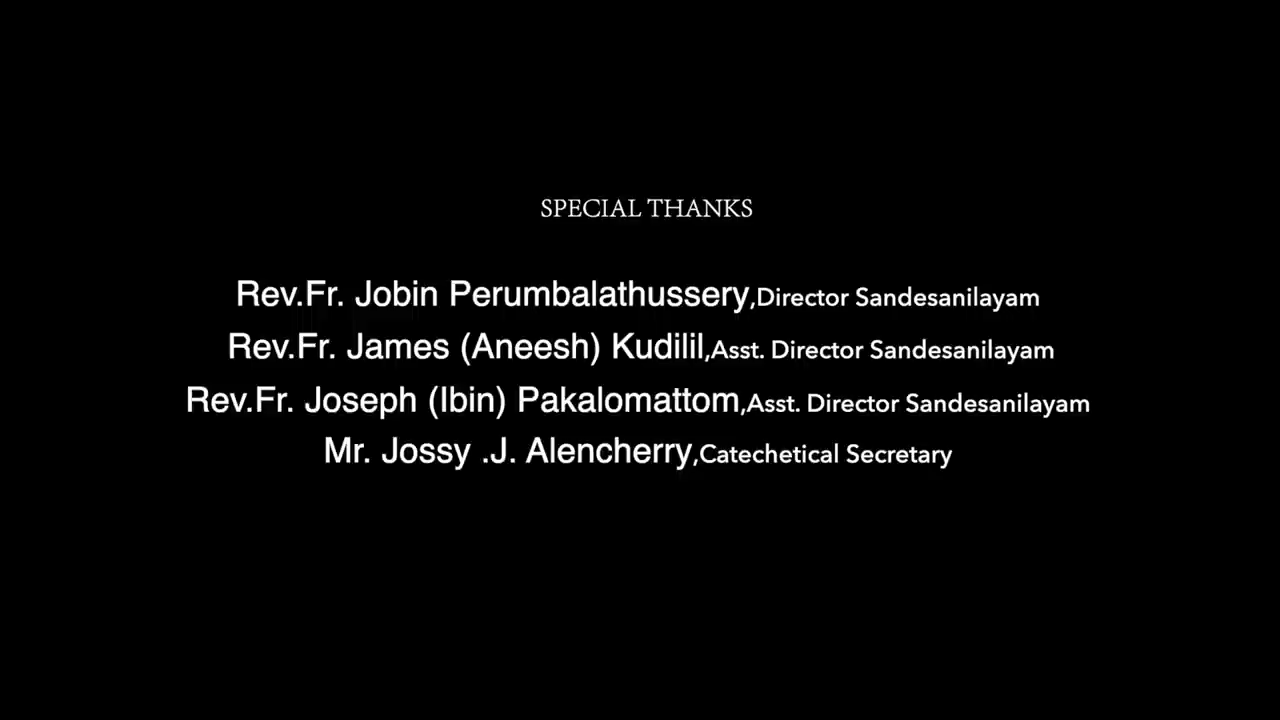 SPECIAL THANKS
Rev.Fr. Jobin Perumbalathussery,Director Sandesanilayam
Rev.Fr. James (Aneesh) Kudilil,Asst. Director Sandesanilayam
Rev.Fr. Joseph (Ibin) Pakalomattom,Asst. Director Sandesanilayam
Mr. Jossy .J. Alencherry,Catechetical Secretary